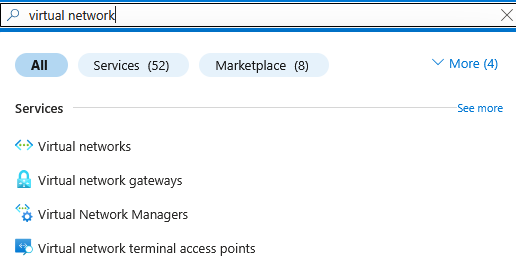 virtual network
All Services (52) Marketplace (8) More (4)
Services See more
Virtual networks
Virtual network gateways
Virtual Network Managers
Virtual network terminal access points